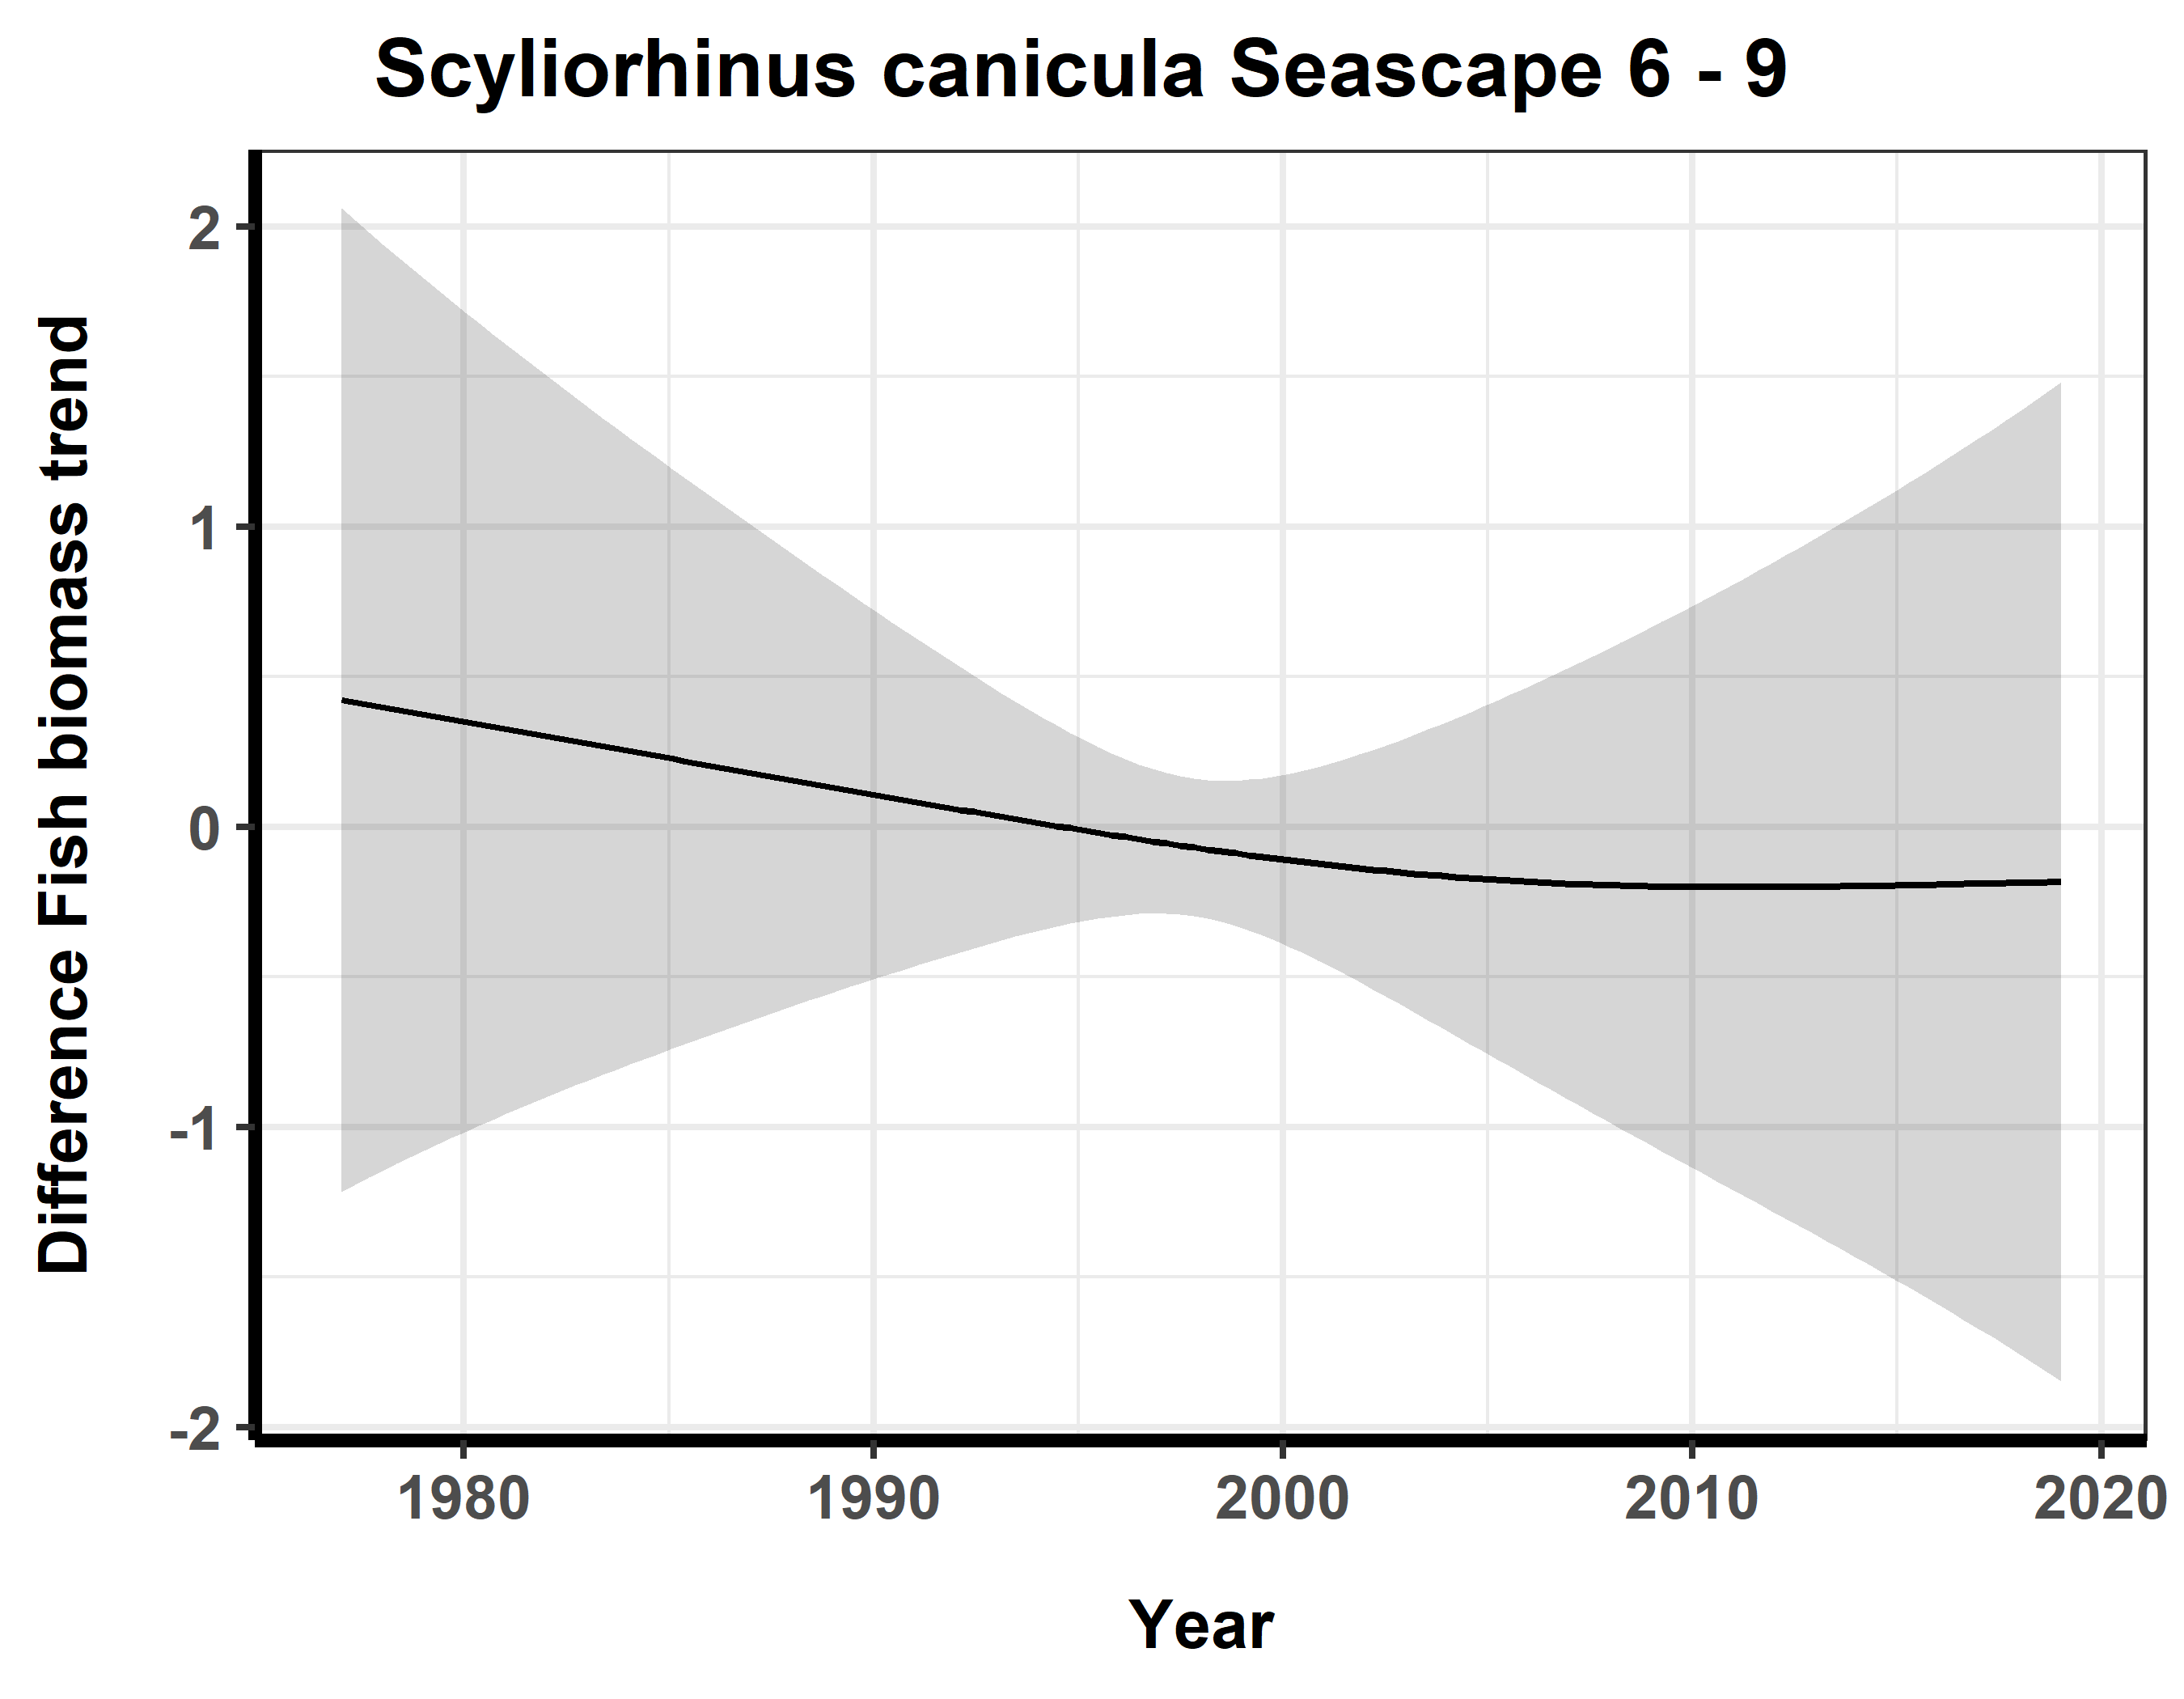 Scyliorhinus canicula Seascape 6 - 9
Difference Fish biomass trend
2
1
0
-1
-2
1980 1990 2000 2010 2020
Year